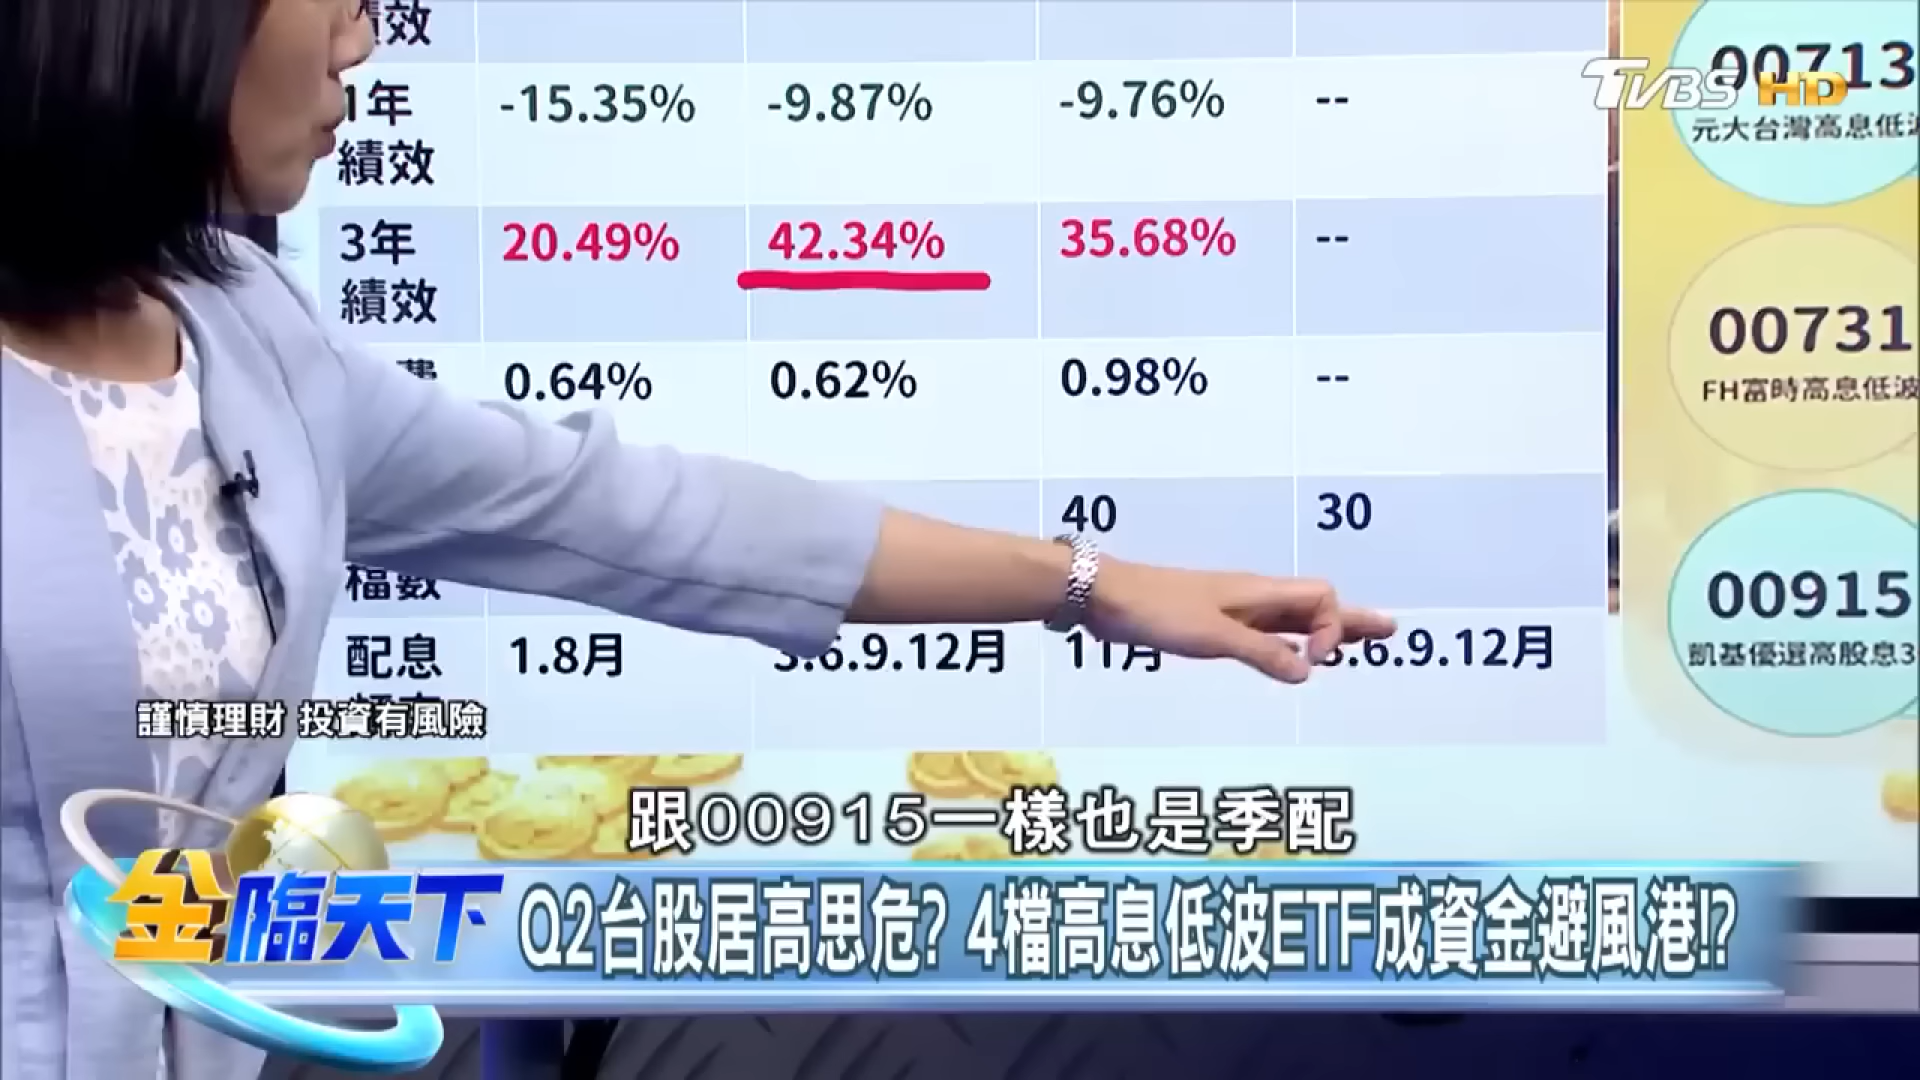 績效
1年 -15.35% -9.87% -9.76% --
績效
3年 20.49% 42.34% 35.68% --
績效
費 0.64% 0.62% 0.98% --
40 30
檔數
配息 1.8月 3.6.9.12月 11月 3.6.9.12月
00713
元大台灣高息低波
00731
FH富時高息低波
00915
凱基優選高股息3
TVBS HD
謹慎理財 投資有風險
跟00915一樣也是季配
金臨天下
Q2台股居高思危? 4檔高息低波ETF成資金避風港!?